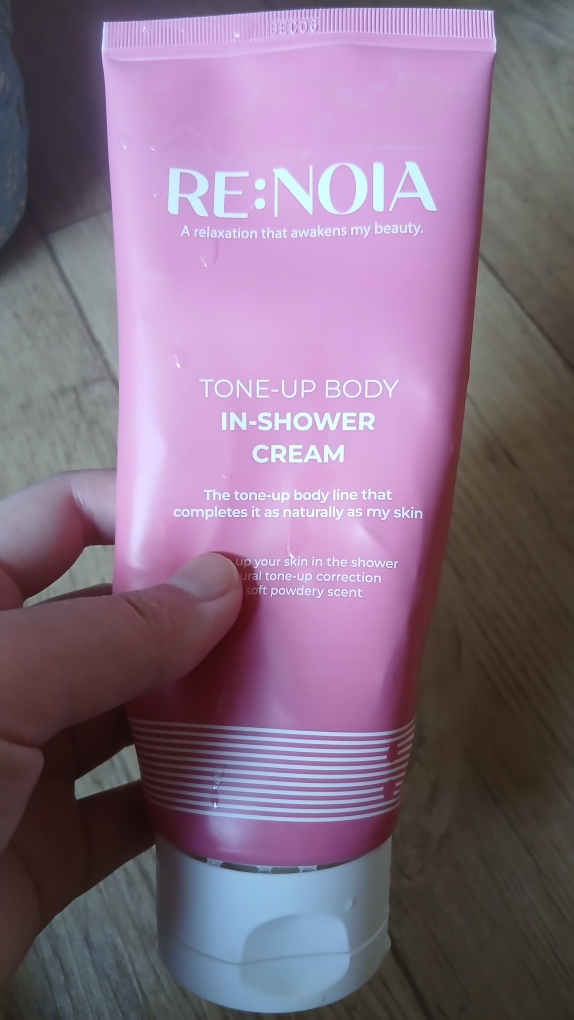 RE:NOIA
A relaxation that awakens my beauty.
TONE-UP BODY
IN-SHOWER
CREAM
The tone-up body line that
completes it as naturally as my skin
up your skin in the shower
tone-up correction
soft powdery scent